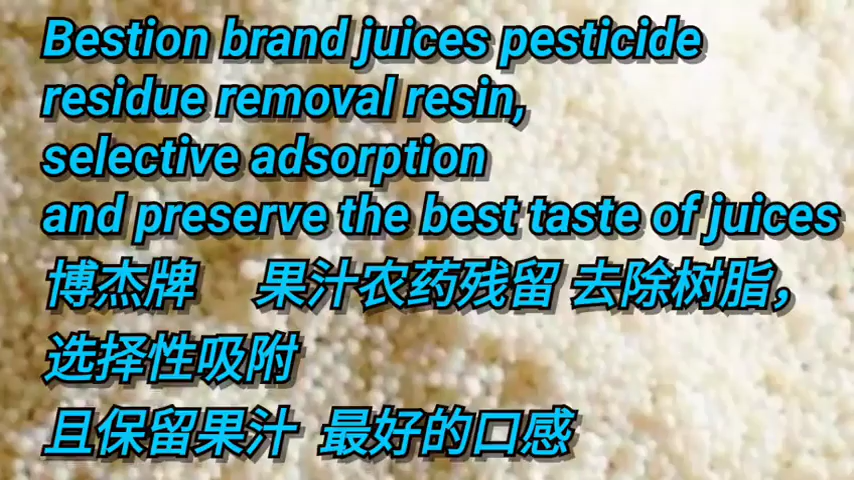 Bestion brand juices pesticide
residue removal resin,
selective adsorption
and preserve the best taste of juices
博杰牌 果汁农药残留 去除树脂，
选择性吸附
且保留果汁 最好的口感